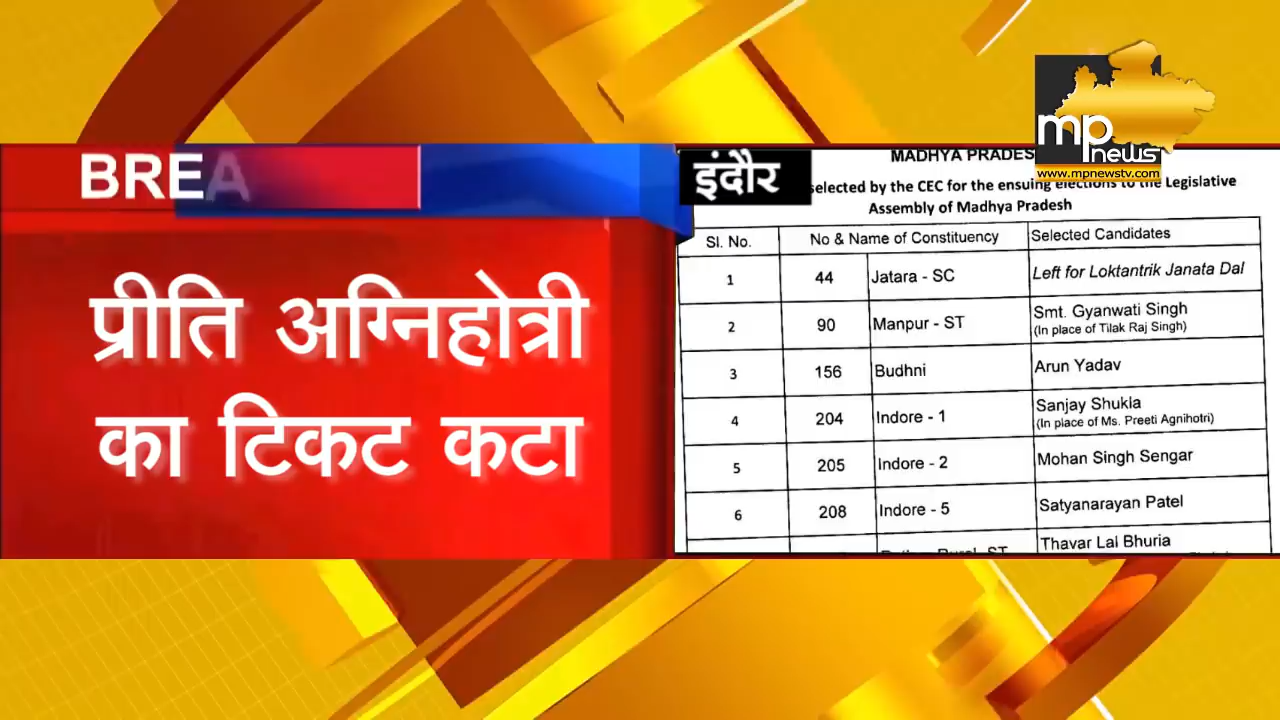 BREA
प्रीति अग्निहोत्री
का टिकट कटा
इंदौर
mp
news
www.mpnewstv.com
MADHYA PRADES
selected by the CEC for the ensuing elections to the Legislative
Assembly of Madhya Pradesh
Sl. No. No & Name of Constituency Selected Candidates
1 44 Jatara - SC Left for Loktantrik Janata Dal
2 90 Manpur - ST Smt. Gyanwati Singh
(In place of Tilak Raj Singh)
3 156 Budhni Arun Yadav
4 204 Indore - 1 Sanjay Shukla
(In place of Ms. Preeti Agnihotri)
5 205 Indore - 2 Mohan Singh Sengar
6 208 Indore - 5 Satyanarayan Patel
Thavar Lal Bhuria